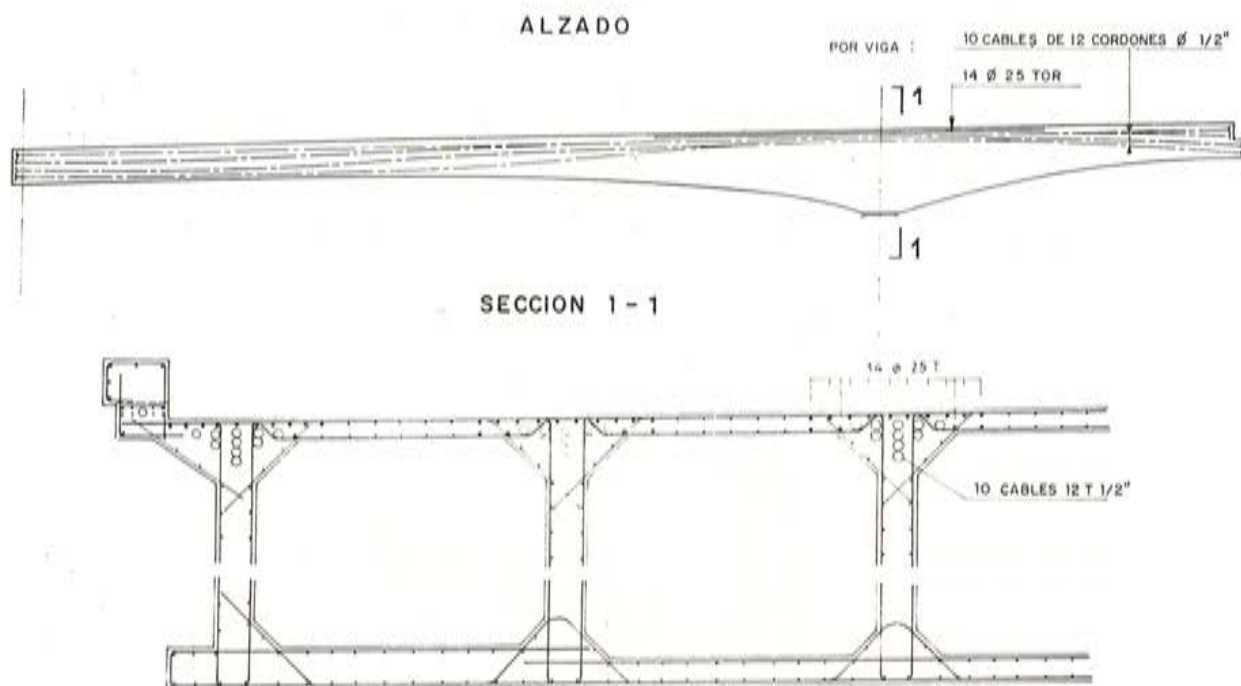 ALZADO
POR VIGA :
10 CABLES DE 12 CORDONES Ø 1/2"
14 Ø 25 TOR
1
1
SECCION 1-1
14 Ø 25 T
10 CABLES 12 T 1/2"